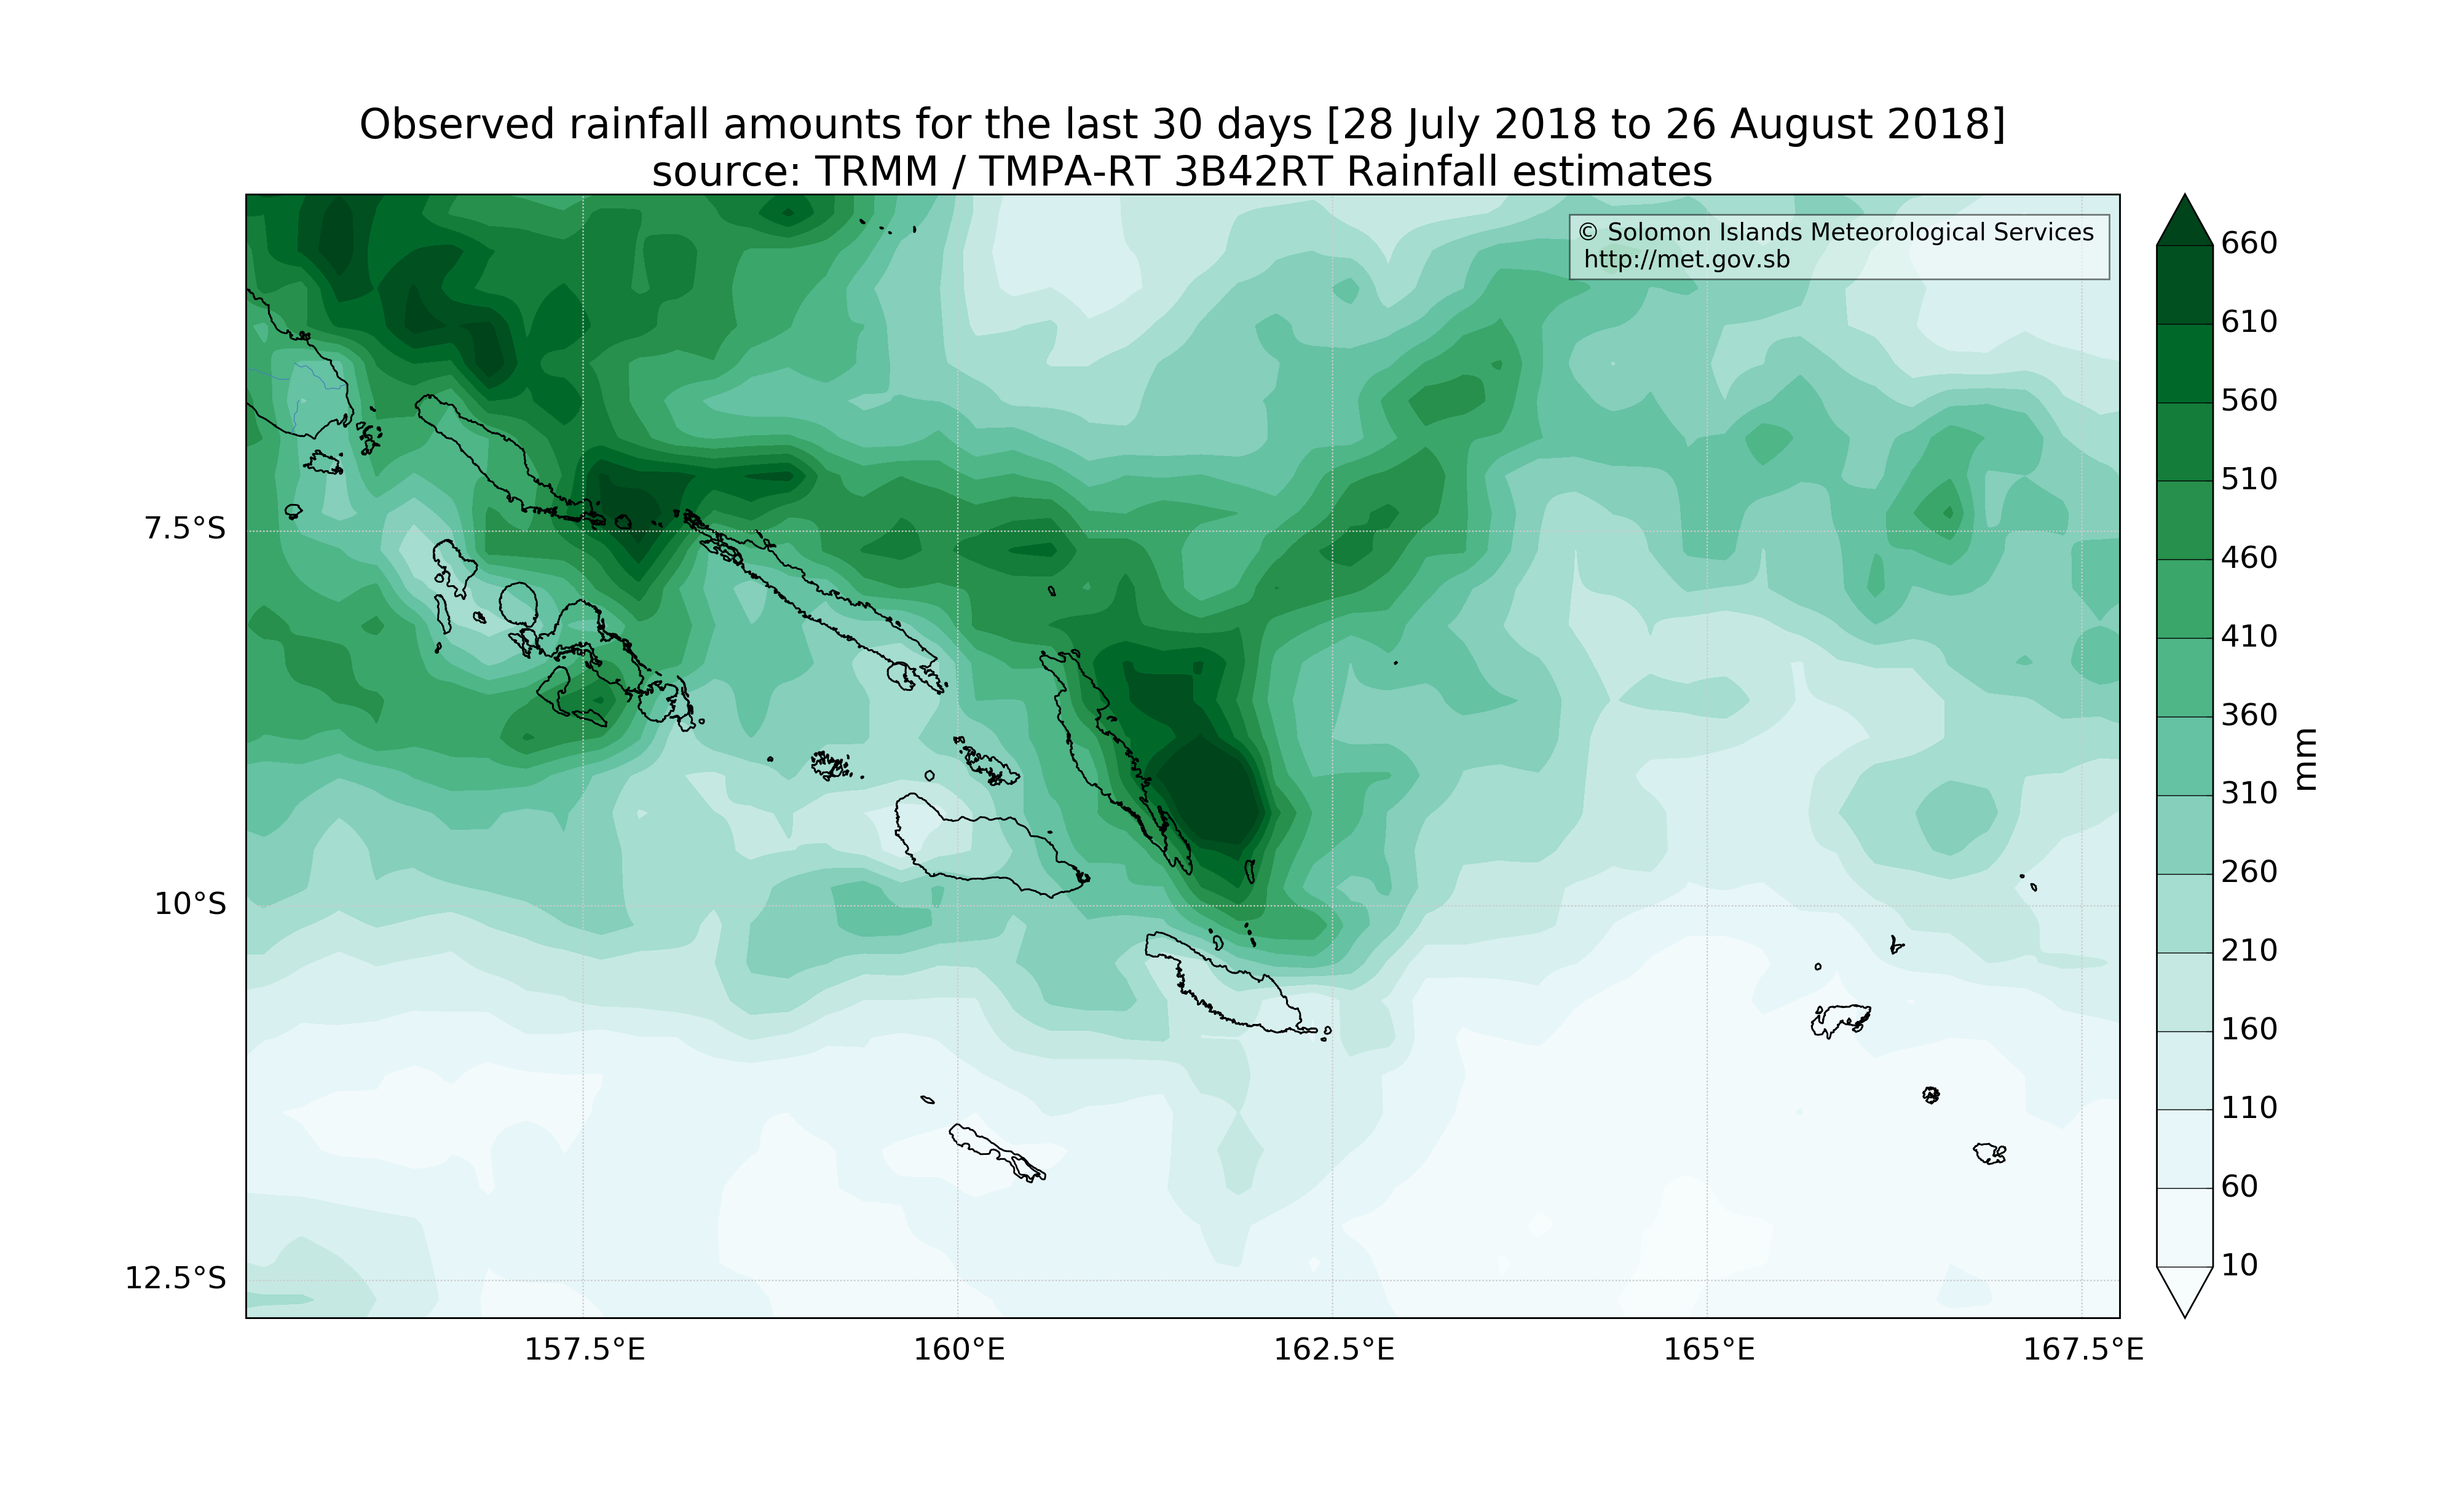 Observed rainfall amounts for the last 30 days [28 July 2018 to 26 August 2018]
source: TRMM / TMPA-RT 3B42RT Rainfall estimates
© Solomon Islands Meteorological Services
http://met.gov.sb
7.5°S
10°S
12.5°S
157.5°E
160°E
162.5°E
165°E
167.5°E
660
610
560
510
460
410
360
310
260
210
160
110
60
10
mm